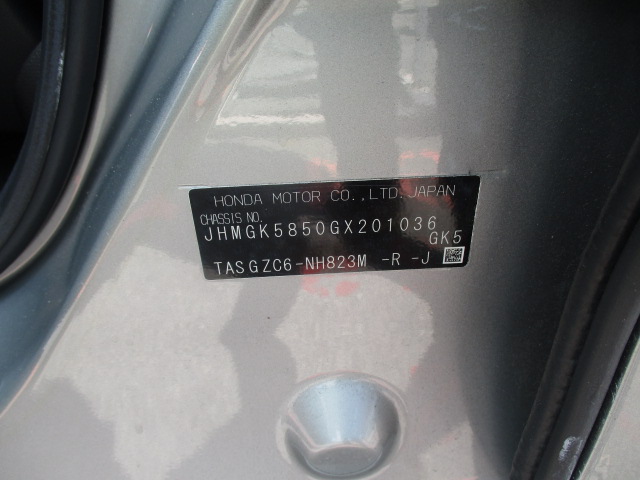 HONDA MOTOR CO.,LTD.JAPAN
CHASSIS NO.
JHMGK5850GX201036
GK5
TASGZC6-NH823M -R -J